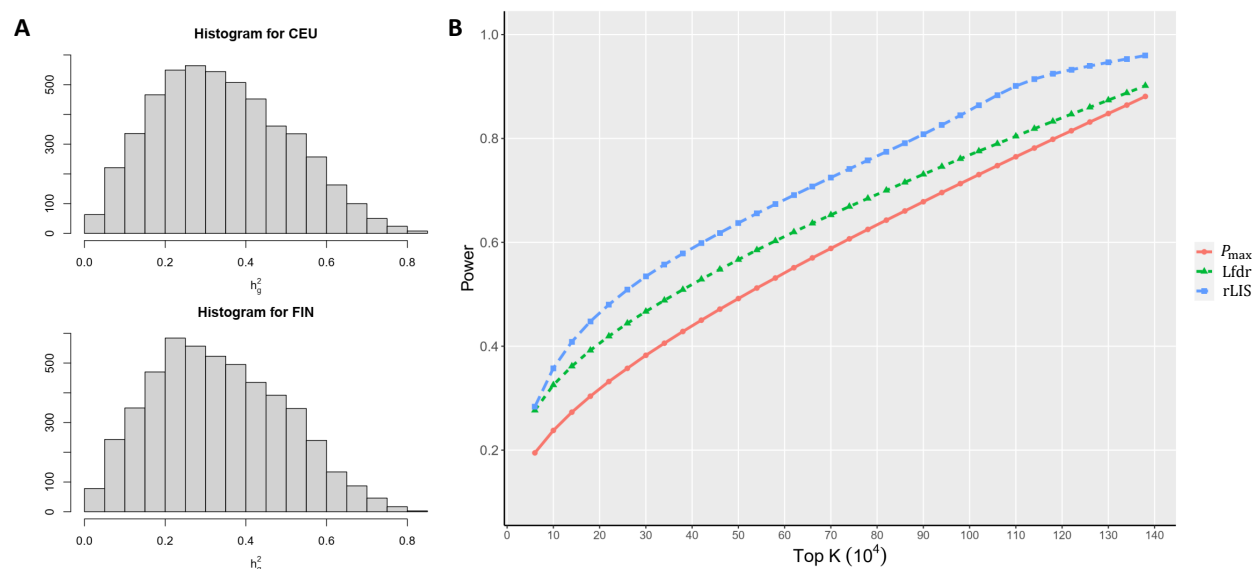 A
Histogram for CEU
500
300
100
0
0.0 0.2 0.4 0.6 0.8
h²g
Histogram for FIN
500
300
100
0
0.0 0.2 0.4 0.6 0.8
h²g
B
1.0
0.8
0.6
0.4
0.2
Power
0 10 20 30 40 50 60 70 80 90 100 110 120 130 140
Top K (10⁴)
Pmax
Lfdr
rLIS